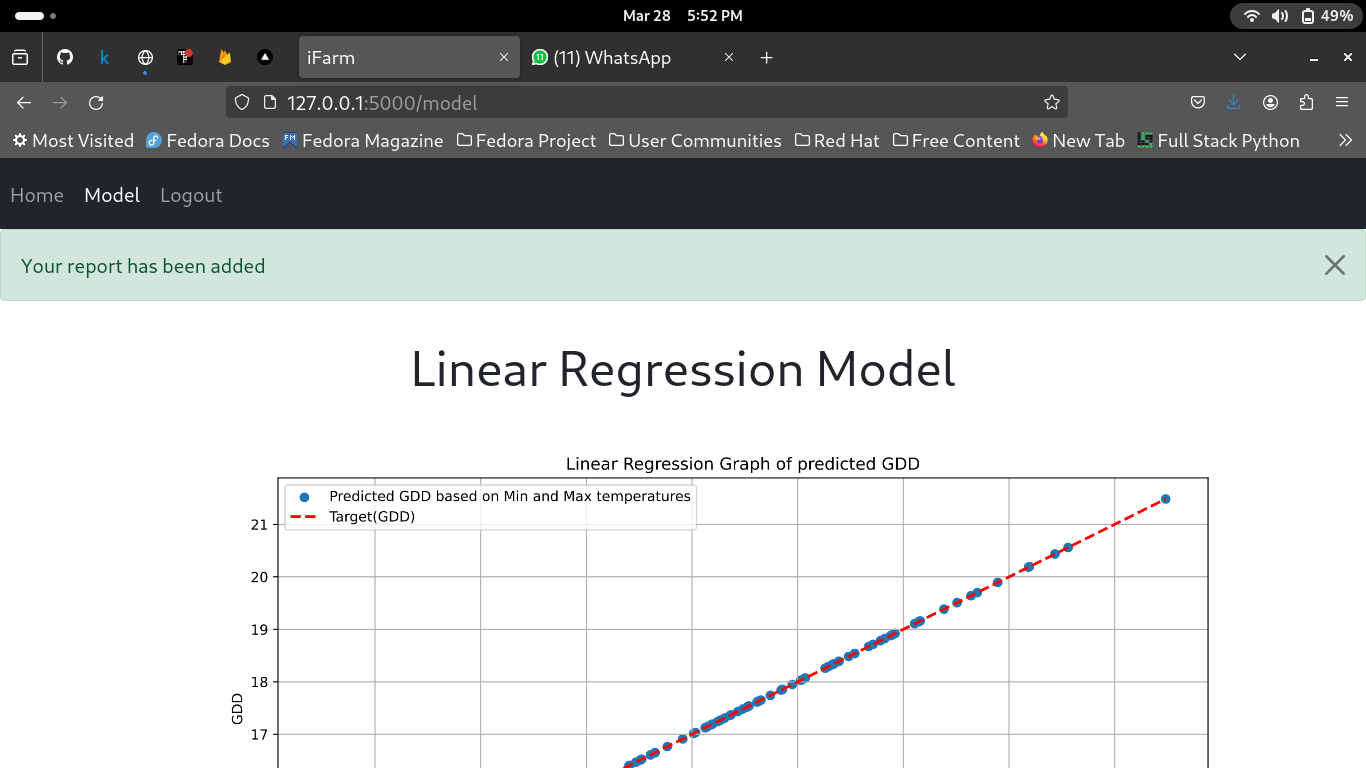 Mar 28 5:52 PM
49%
k
iFarm
11
(11) WhatsApp
127.0.0.1:5000/model
Most Visited
Fedora Docs
FM
Fedora Magazine
Fedora Project
User Communities
Red Hat
Free Content
New Tab
Full Stack Python
Home Model Logout
Your report has been added
Linear Regression Model
Linear Regression Graph of predicted GDD
Predicted GDD based on Min and Max temperatures
Target(GDD)
21
20
19
18
17
GDD